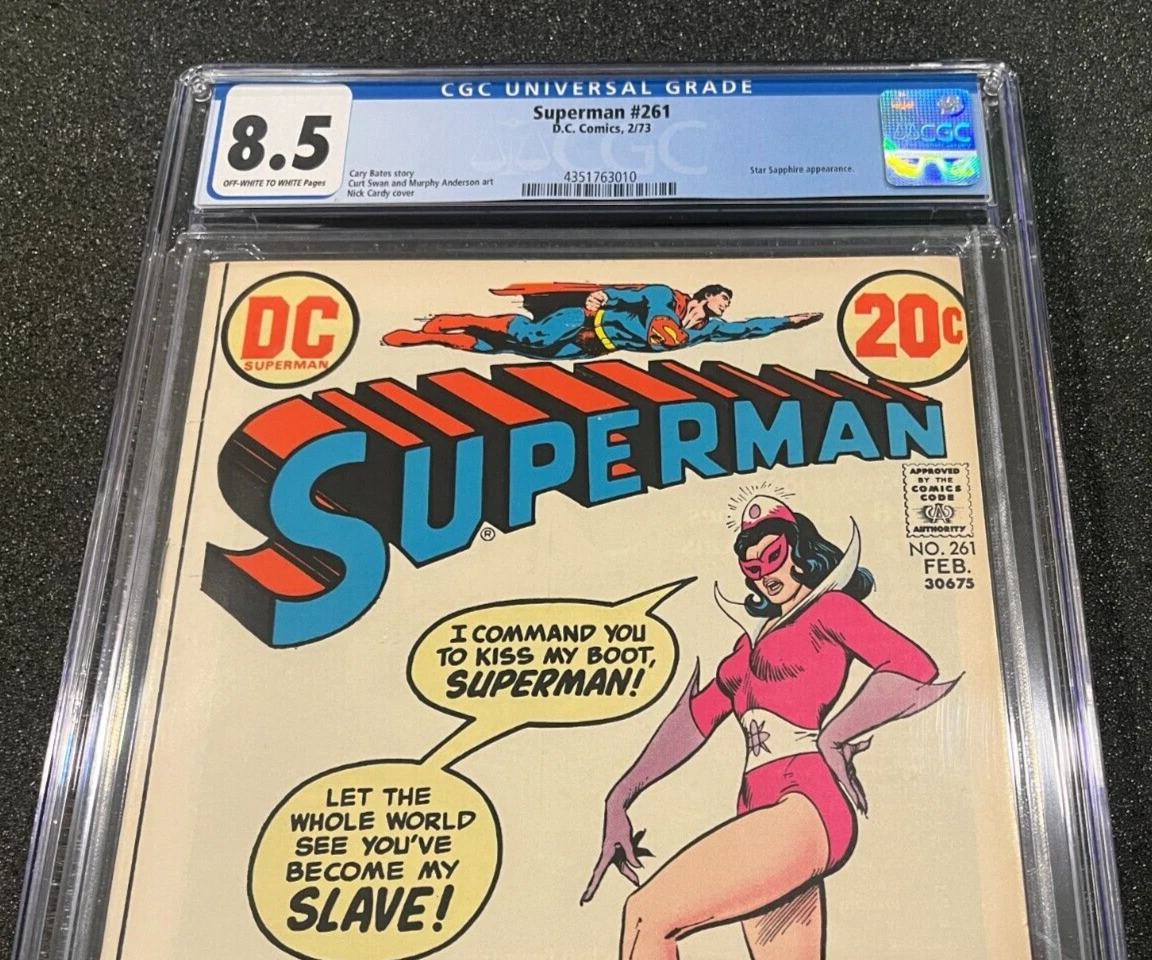 CGC UNIVERSAL GRADE
8.5
OFF-WHITE TO WHITE Pages
Superman #261
D.C. Comics, 2/73
Cary Bates story
Curt Swan and Murphy Anderson art
Nick Cardy cover
4351763010
Star Sapphire appearance.
CGC
CGC
DC
SUPERMAN
20¢
SUPERMAN
®
APPROVED
BY THE
COMICS
CODE
CA
AUTHORITY
NO. 261
FEB.
30675
I COMMAND YOU
TO KISS MY BOOT,
SUPERMAN!
LET THE
WHOLE WORLD
SEE YOU'VE
BECOME MY
SLAVE!